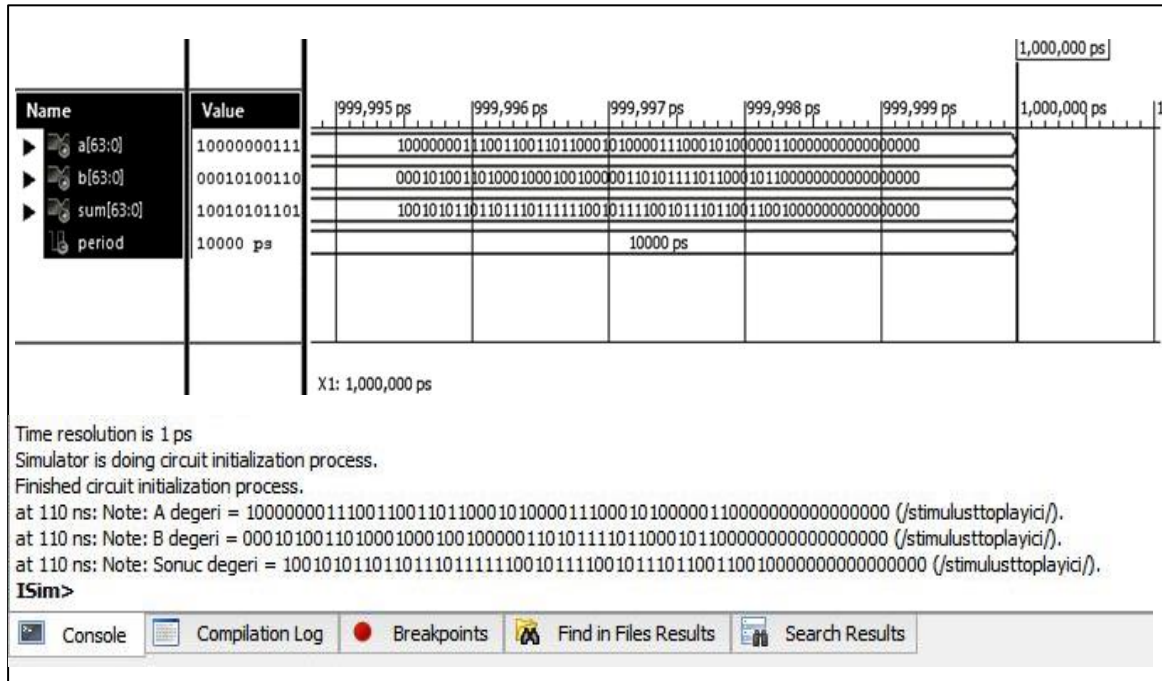 1,000,000 ps
Name Value 999,995 ps 999,996 ps 999,997 ps 999,998 ps 999,999 ps 1,000,000 ps
a[63:0] 10000000111 1000000011100110011011000101000011100010100000110000000000000000
b[63:0] 00010100110 0001010011010001000100100000011010111101100010110000000000000000
sum[63:0] 10010101101 1001010110110111011111100101111001011101100110010000000000000000
period 10000 ps 10000 ps
X1: 1,000,000 ps
Time resolution is 1 ps
Simulator is doing circuit initialization process.
Finished circuit initialization process.
at 110 ns: Note: A degeri = 1000000011100110011011000101000011100010100000110000000000000000 (/stimulusttoplayici/).
at 110 ns: Note: B degeri = 0001010011010001000100100000011010111101100010110000000000000000 (/stimulusttoplayici/).
at 110 ns: Note: Sonuc degeri = 1001010110110111011111100101111001011101100110010000000000000000 (/stimulusttoplayici/).
ISim>
Console Compilation Log Breakpoints Find in Files Results Search Results